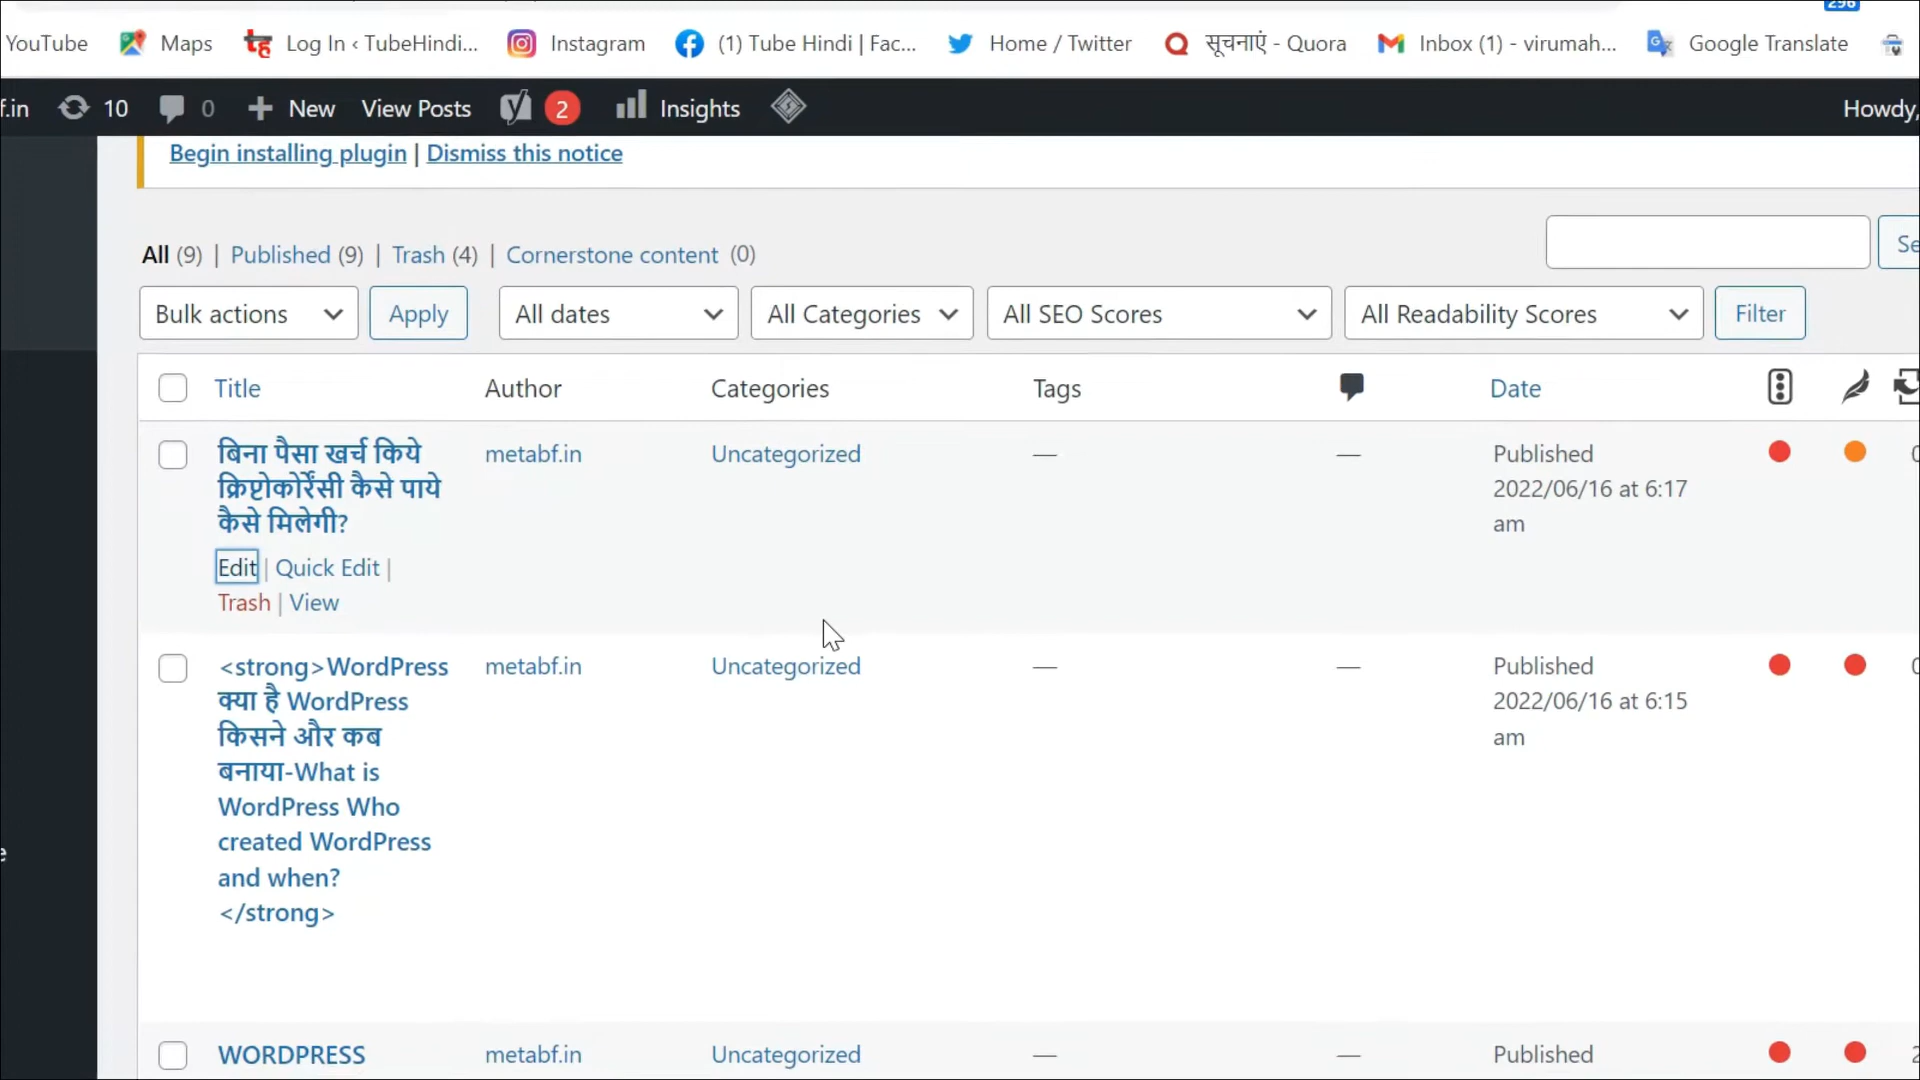 296
YouTube Maps Log In ‹ TubeHindi... Instagram (1) Tube Hindi | Fac... Home / Twitter सूचनाएं - Quora Inbox (1) - virumah... Google Translate
f.in 10 0 New View Posts 2 Insights Howdy,
Begin installing plugin | Dismiss this notice
All (9) | Published (9) | Trash (4) | Cornerstone content (0)
Bulk actions Apply All dates All Categories All SEO Scores All Readability Scores Filter
Title Author Categories Tags Date
बिना पैसा खर्च किये metabf.in Uncategorized — — Published
क्रिप्टोकोर्रेंसी कैसे पाये 2022/06/16 at 6:17
कैसे मिलेगी? am
Edit | Quick Edit |
Trash | View
<strong>WordPress metabf.in Uncategorized — — Published
क्या है WordPress 2022/06/16 at 6:15
किसने और कब am
बनाया-What is
WordPress Who
created WordPress
and when?
</strong>
WORDPRESS metabf.in Uncategorized — — Published